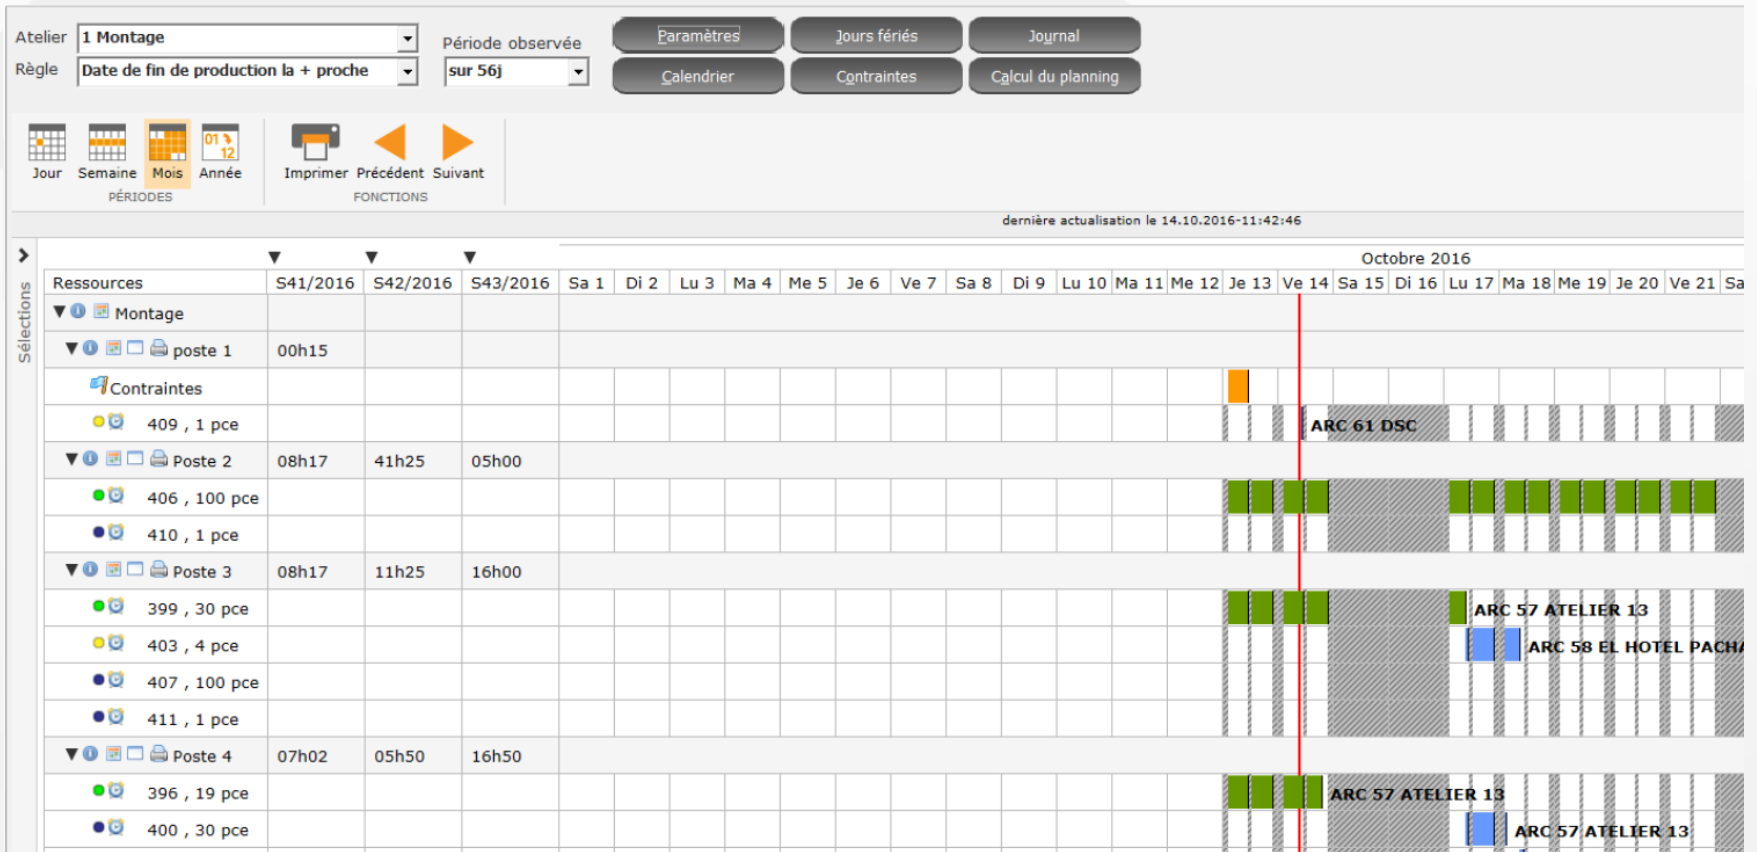 Atelier 1 Montage
Règle Date de fin de production la + proche
Période observée
sur 56j
Paramètres Jours fériés Journal
Calendrier Contraintes Calcul du planning
01 12
Jour Semaine Mois Année
PÉRIODES
Imprimer Précédent Suivant
FONCTIONS
dernière actualisation le 14.10.2016-11:42:46
Sélections
Octobre 2016
Ressources S41/2016 S42/2016 S43/2016 Sa 1 Di 2 Lu 3 Ma 4 Me 5 Je 6 Ve 7 Sa 8 Di 9 Lu 10 Ma 11 Me 12 Je 13 Ve 14 Sa 15 Di 16 Lu 17 Ma 18 Me 19 Je 20 Ve 21 Sa
Montage
poste 1 00h15
Contraintes
409 , 1 pce ARC 61 DSC
Poste 2 08h17 41h25 05h00
406 , 100 pce
410 , 1 pce
Poste 3 08h17 11h25 16h00
399 , 30 pce ARC 57 ATELIER 13
403 , 4 pce ARC 58 EL HOTEL PACHA
407 , 100 pce
411 , 1 pce
Poste 4 07h02 05h50 16h50
396 , 19 pce ARC 57 ATELIER 13
400 , 30 pce ARC 57 ATELIER 13